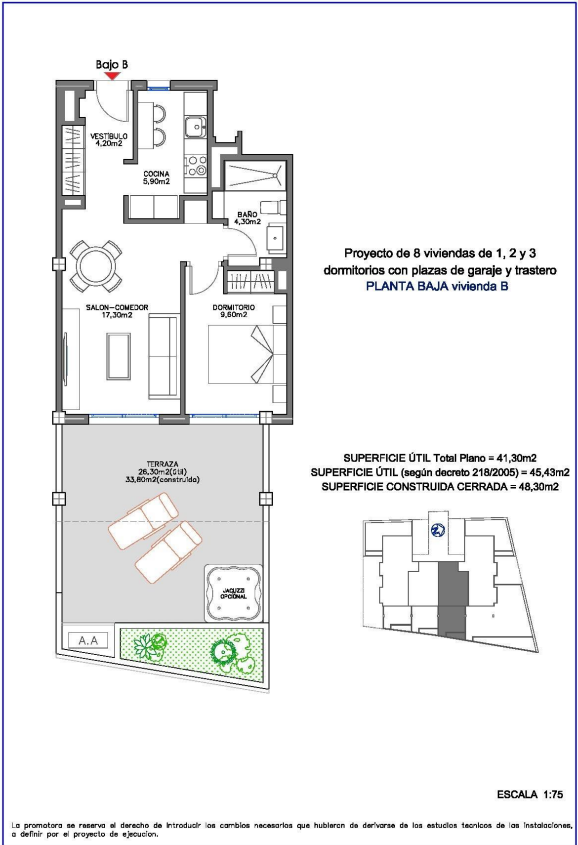 Bajo B
VESTÍBULO
4,20m2
COCINA
5,90m2
BAÑO
4,30m2
Proyecto de 8 viviendas de 1, 2 y 3
dormitorios con plazas de garaje y trastero
PLANTA BAJA vivienda B
SALON-COMEDOR
17,30m2
DORMITORIO
9,60m2
TERRAZA
26,30m2(útil)
33,80m2(construido)
SUPERFICIE ÚTIL Total Plano = 41,30m2
SUPERFICIE ÚTIL (según decreto 218/2005) = 45,43m2
SUPERFICIE CONSTRUIDA CERRADA = 48,30m2
JACUZZI
OPCIONAL
A.A
ESCALA 1:75
La promotora se reserva el derecho de introducir los cambios necesarios que hubieren de derivarse de los estudios tecnicos de las instalaciones,
a definir por el proyecto de ejecucion.